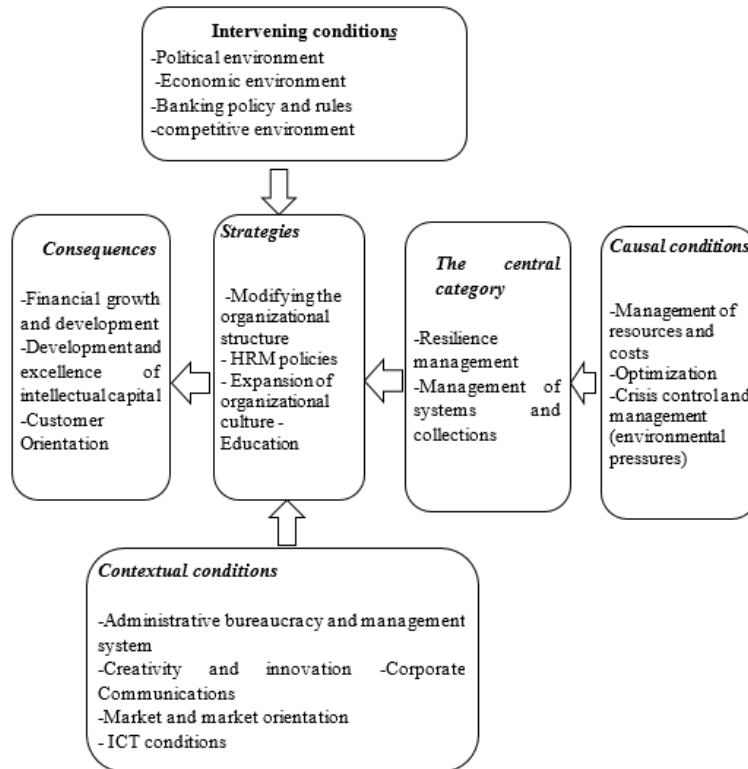 Intervening conditions
-Political environment
-Economic environment
-Banking policy and rules
-competitive environment
Consequences
-Financial growth
and development
-Development and
excellence of
intellectual capital
-Customer
Orientation
Strategies
-Modifying the
organizational
structure
- HRM policies
- Expansion of
organizational
culture -
Education
The central
category
-Resilience
management
-Management of
systems and
collections
Causal conditions
-Management of
resources and
costs
-Optimization
-Crisis control and
management
(environmental
pressures)
Contextual conditions
-Administrative bureaucracy and management
system
-Creativity and innovation -Corporate
Communications
-Market and market orientation
- ICT conditions